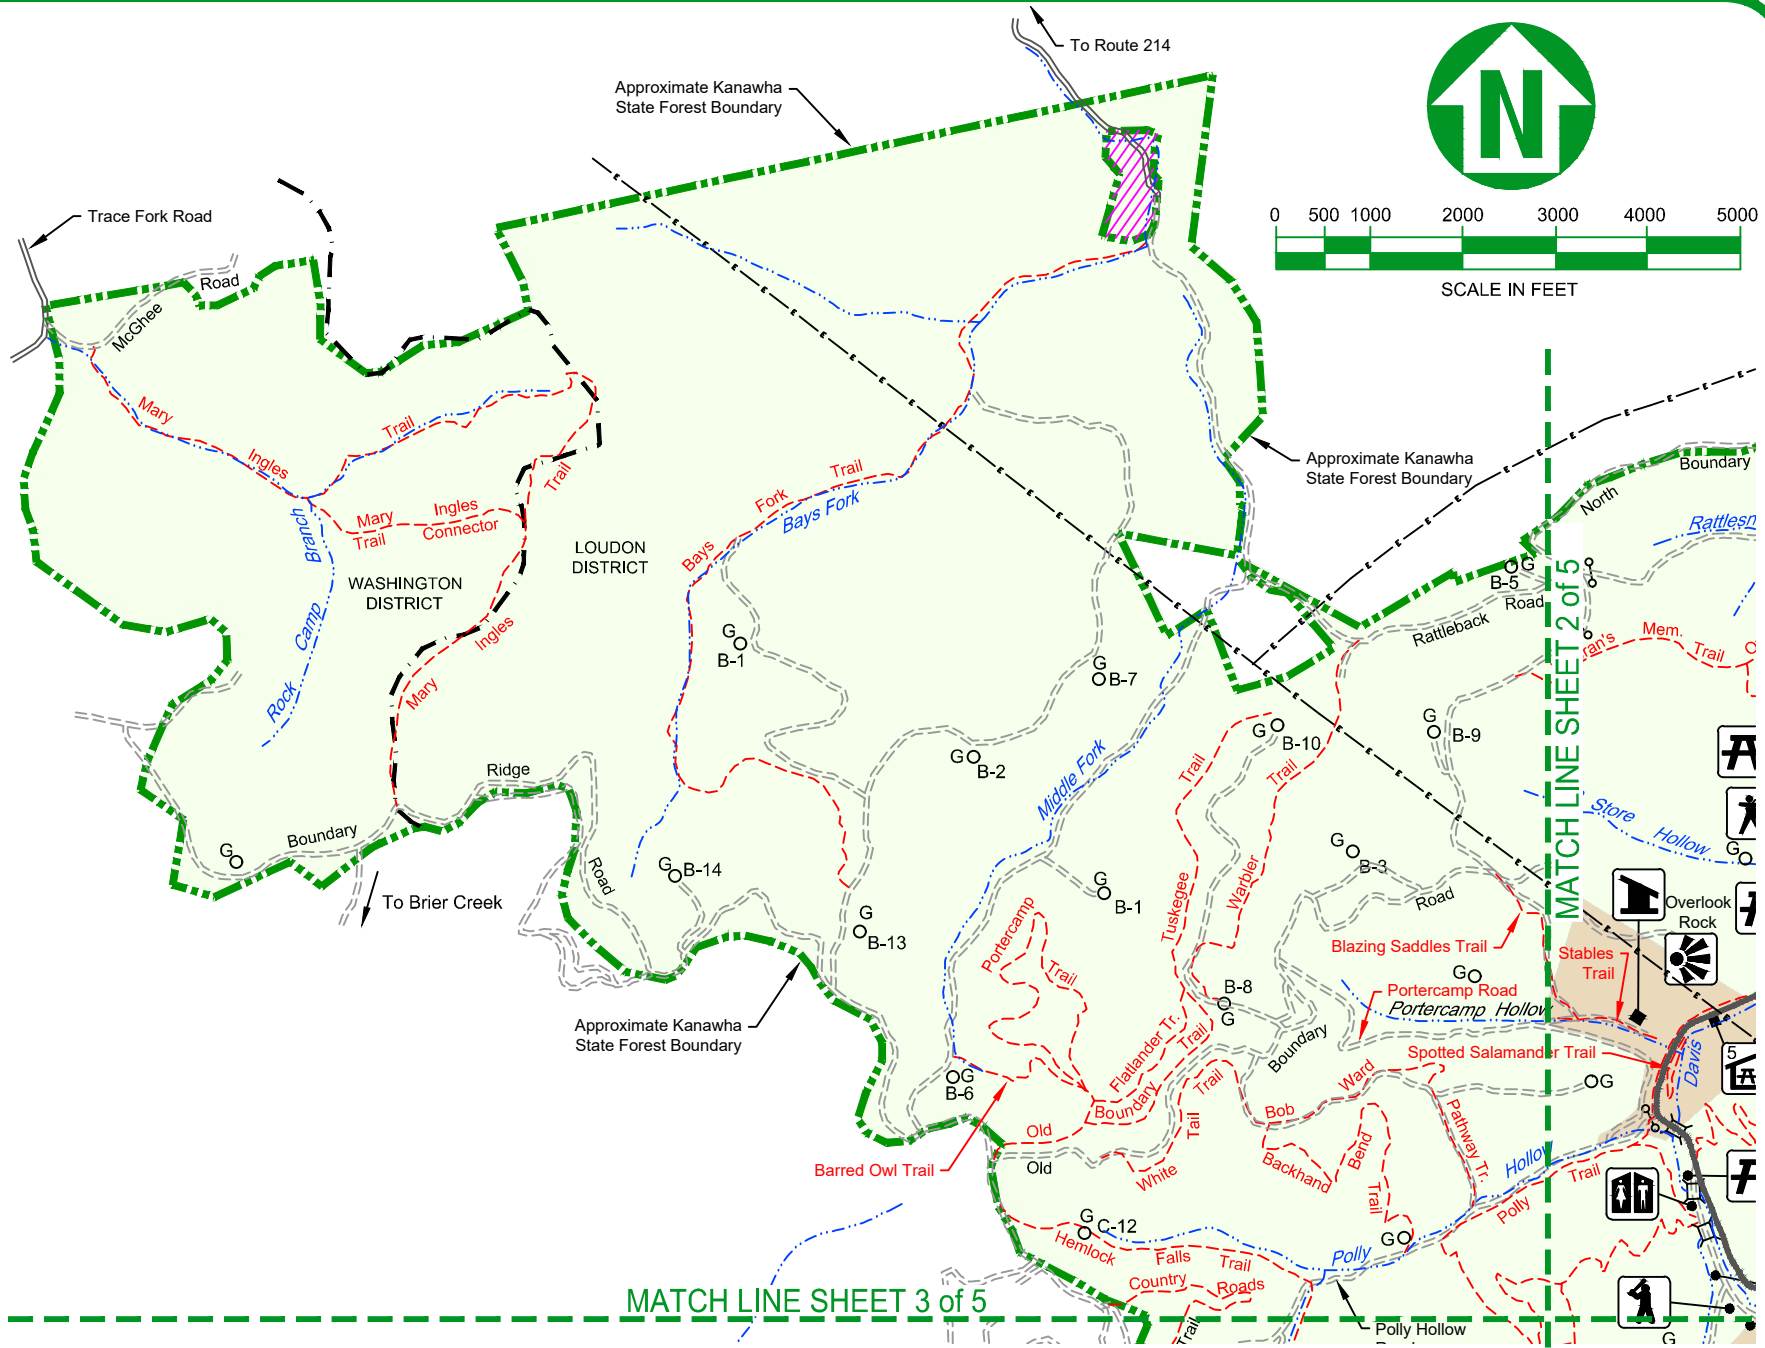 To Route 214
Approximate Kanawha
State Forest Boundary
N
0 500 1000 2000 3000 4000 5000
SCALE IN FEET
Trace Fork Road
McGhee
Road
Mary
Ingles
Trail
Mary
Ingles
Trail
Connector
Trail
Branch
Camp
Rock
WASHINGTON
DISTRICT
LOUDON
DISTRICT
Ingles
Mary
Bays
Fork
Trail
Bays Fork
Approximate Kanawha
State Forest Boundary
Boundary
North
Rattlesn
G
B-5
Road
Rattleback
MATCH LINE SHEET 2 of 5
ran's
Mem.
Trail
G
B-1
G
B-7
G
B-2
G
B-10
G
B-9
Trail
Trail
Middle Fork
Store
Hollow
G
Ridge
Boundary
Road
G
To Brier Creek
G
B-14
G
B-13
G
B-1
G
B-3
Road
Tuskegee
Warbler
Portercamp
Trail
Blazing Saddles Trail
Overlook
Rock
Stables
Trail
G
Portercamp Road
Portercamp Hollow
B-8
G
Boundary
Spotted Salamander Trail
Davis
5
G
Approximate Kanawha
State Forest Boundary
G
B-6
Flatlander Tr.
Trail
Boundary
Old
Old
Barred Owl Trail
Trail
Tail
White
Bob
Ward
Pathway Tr.
Backhand
Bend
Trail
Hollow
Polly
Trail
G
C-12
Hemlock
Falls
Trail
G
Polly
Country
Roads
Trail
Polly Hollow
G
MATCH LINE SHEET 3 of 5